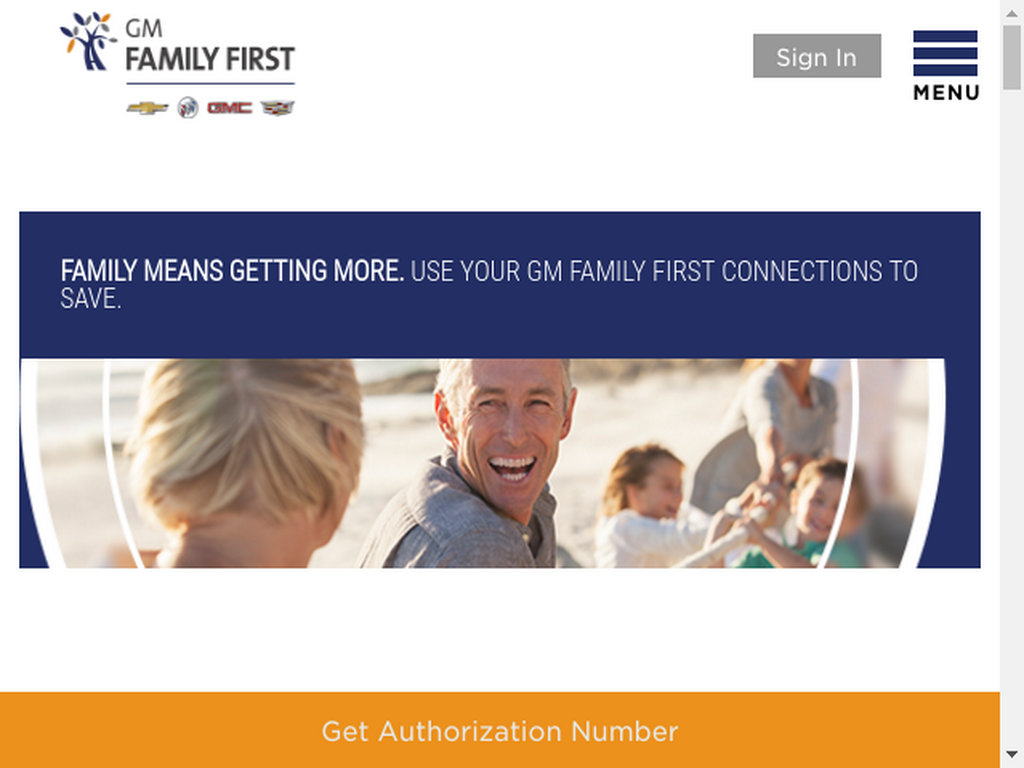 GM
FAMILY FIRST
GMC
Sign In
MENU
FAMILY MEANS GETTING MORE. USE YOUR GM FAMILY FIRST CONNECTIONS TO
SAVE.
Get Authorization Number